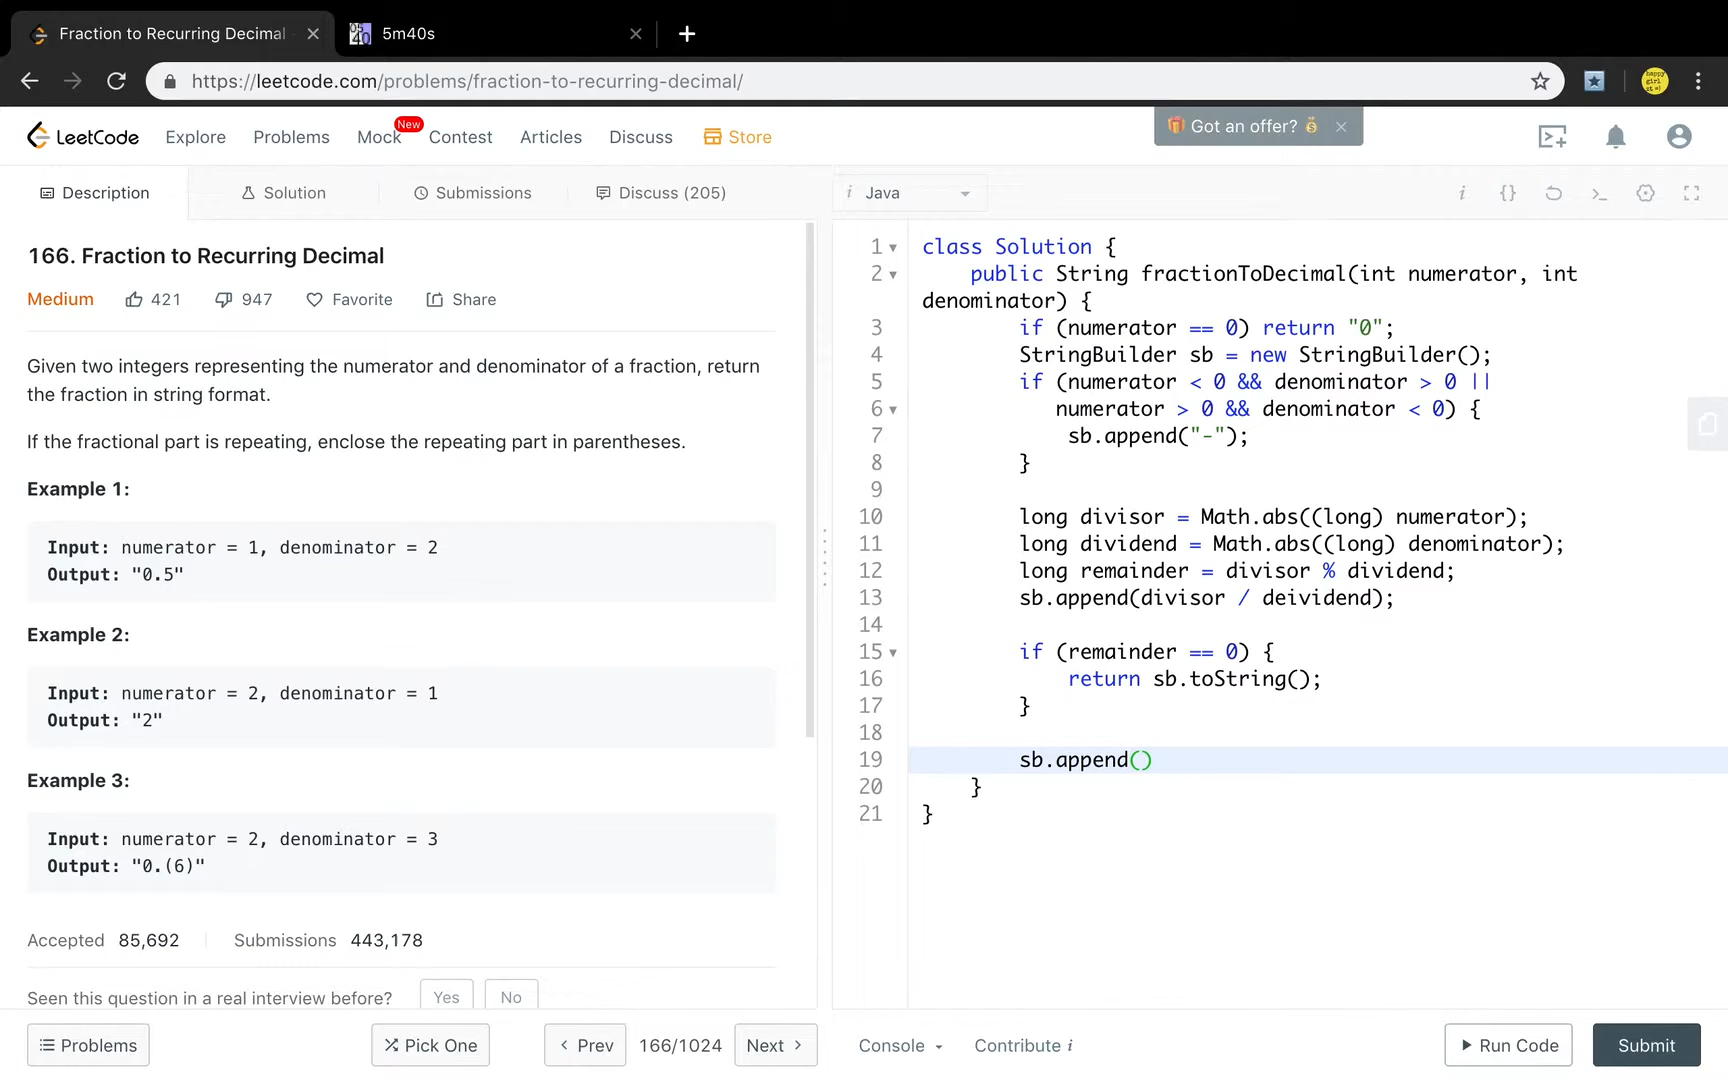 Fraction to Recurring Decimal
5m40s
https://leetcode.com/problems/fraction-to-recurring-decimal/
LeetCode
Explore
Problems
Mock
New
Contest
Articles
Discuss
Store
Got an offer?
Description
Solution
Submissions
Discuss (205)
i Java
166. Fraction to Recurring Decimal
Medium 421 947 Favorite Share
Given two integers representing the numerator and denominator of a fraction, return
the fraction in string format.
If the fractional part is repeating, enclose the repeating part in parentheses.
Example 1:
Input: numerator = 1, denominator = 2
Output: "0.5"
Example 2:
Input: numerator = 2, denominator = 1
Output: "2"
Example 3:
Input: numerator = 2, denominator = 3
Output: "0.(6)"
Accepted 85,692 Submissions 443,178
Seen this question in a real interview before? Yes No
Problems
Pick One
Prev
166/1024
Next
1 class Solution {
2 public String fractionToDecimal(int numerator, int
denominator) {
3 if (numerator == 0) return "0";
4 StringBuilder sb = new StringBuilder();
5 if (numerator < 0 && denominator > 0 ||
6 numerator > 0 && denominator < 0) {
7 sb.append("-");
8 }
9
10 long divisor = Math.abs((long) numerator);
11 long dividend = Math.abs((long) denominator);
12 long remainder = divisor % dividend;
13 sb.append(divisor / deividend);
14
15 if (remainder == 0) {
16 return sb.toString();
17 }
18
19 sb.append()
20 }
21 }
Console
Contribute i
Run Code
Submit